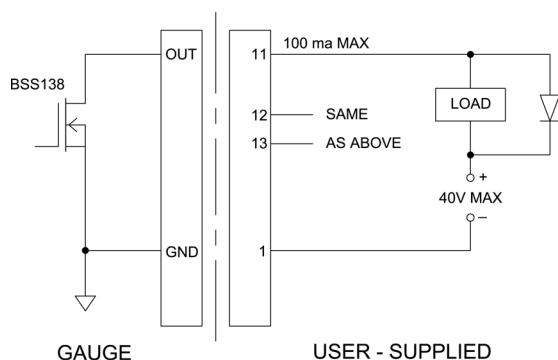 OUT
11
100 ma MAX
BSS138
LOAD
12
SAME
13
AS ABOVE
+
40V MAX
–
GND
1
GAUGE
USER - SUPPLIED